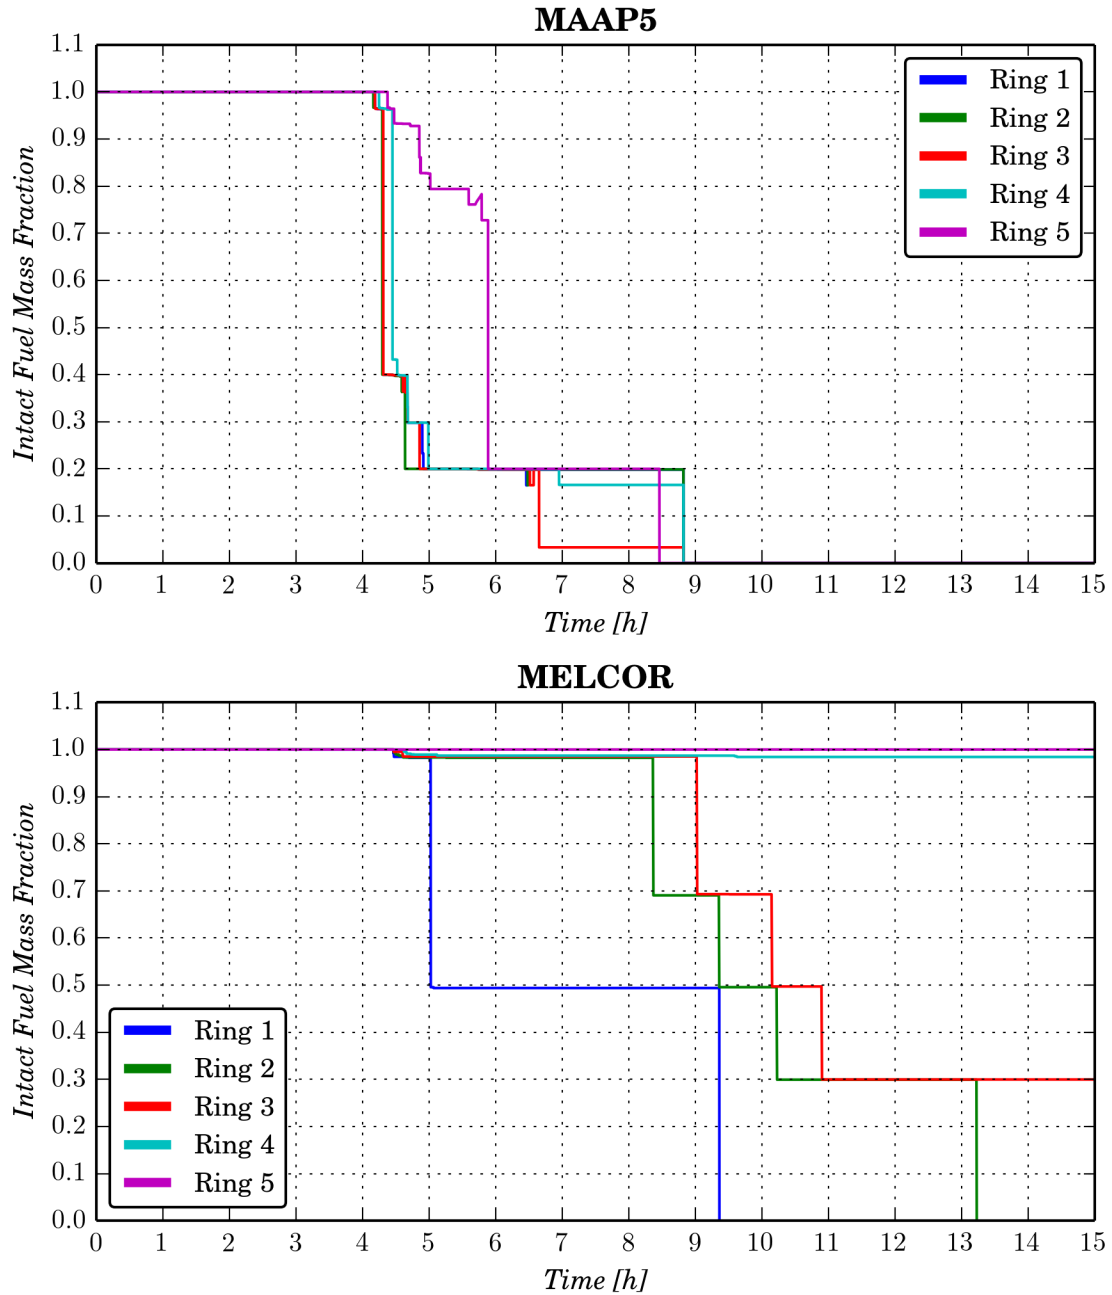 MAAP5
1.1
1.0
0.9
0.8
0.7
0.6
0.5
0.4
0.3
0.2
0.1
0.0
Intact Fuel Mass Fraction
Ring 1
Ring 2
Ring 3
Ring 4
Ring 5
0 1 2 3 4 5 6 7 8 9 10 11 12 13 14 15
Time [h]
MELCOR
1.1
1.0
0.9
0.8
0.7
0.6
0.5
0.4
0.3
0.2
0.1
0.0
Intact Fuel Mass Fraction
Ring 1
Ring 2
Ring 3
Ring 4
Ring 5
0 1 2 3 4 5 6 7 8 9 10 11 12 13 14 15
Time [h]